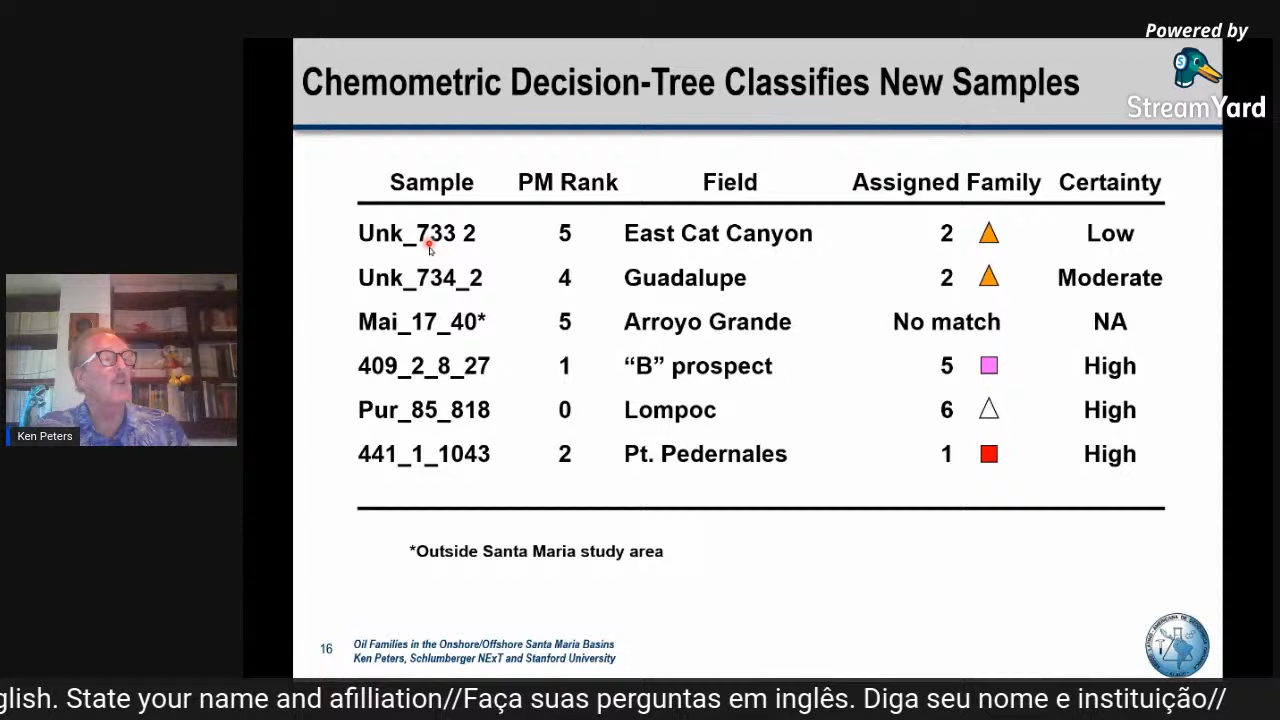 Powered by
StreamYard
Chemometric Decision-Tree Classifies New Samples
Sample PM Rank Field Assigned Family Certainty
Unk_733 2 5 East Cat Canyon 2 Low
Unk_734_2 4 Guadalupe 2 Moderate
Mai_17_40* 5 Arroyo Grande No match NA
409_2_8_27 1 “B” prospect 5 High
Pur_85_818 0 Lompoc 6 High
441_1_1043 2 Pt. Pedernales 1 High
*Outside Santa Maria study area
Ken Peters
16 Oil Families in the Onshore/Offshore Santa Maria Basins
Ken Peters, Schlumberger NExT and Stanford University
glish. State your name and afilliation//Faça suas perguntas em inglês. Diga seu nome e instituição//